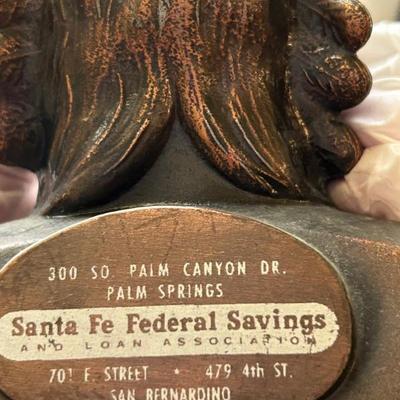 300 SO. PALM CANYON DR.
PALM SPRINGS
Santa Fe Federal Savings
AND LOAN ASSOCIATION
701 E. STREET * 479 4th ST.
SAN BERNARDINO